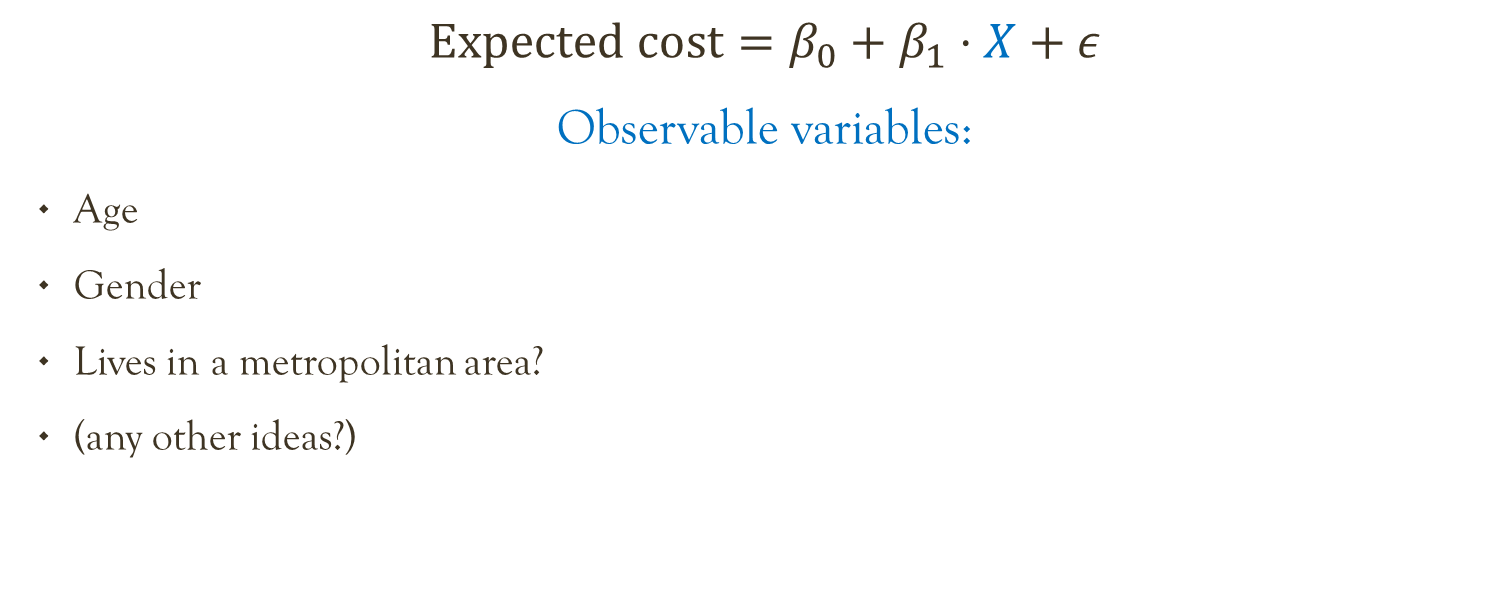 Expected cost = β₀ + β₁ · X + ϵ
Observable variables:
• Age
• Gender
• Lives in a metropolitan area?
• (any other ideas?)